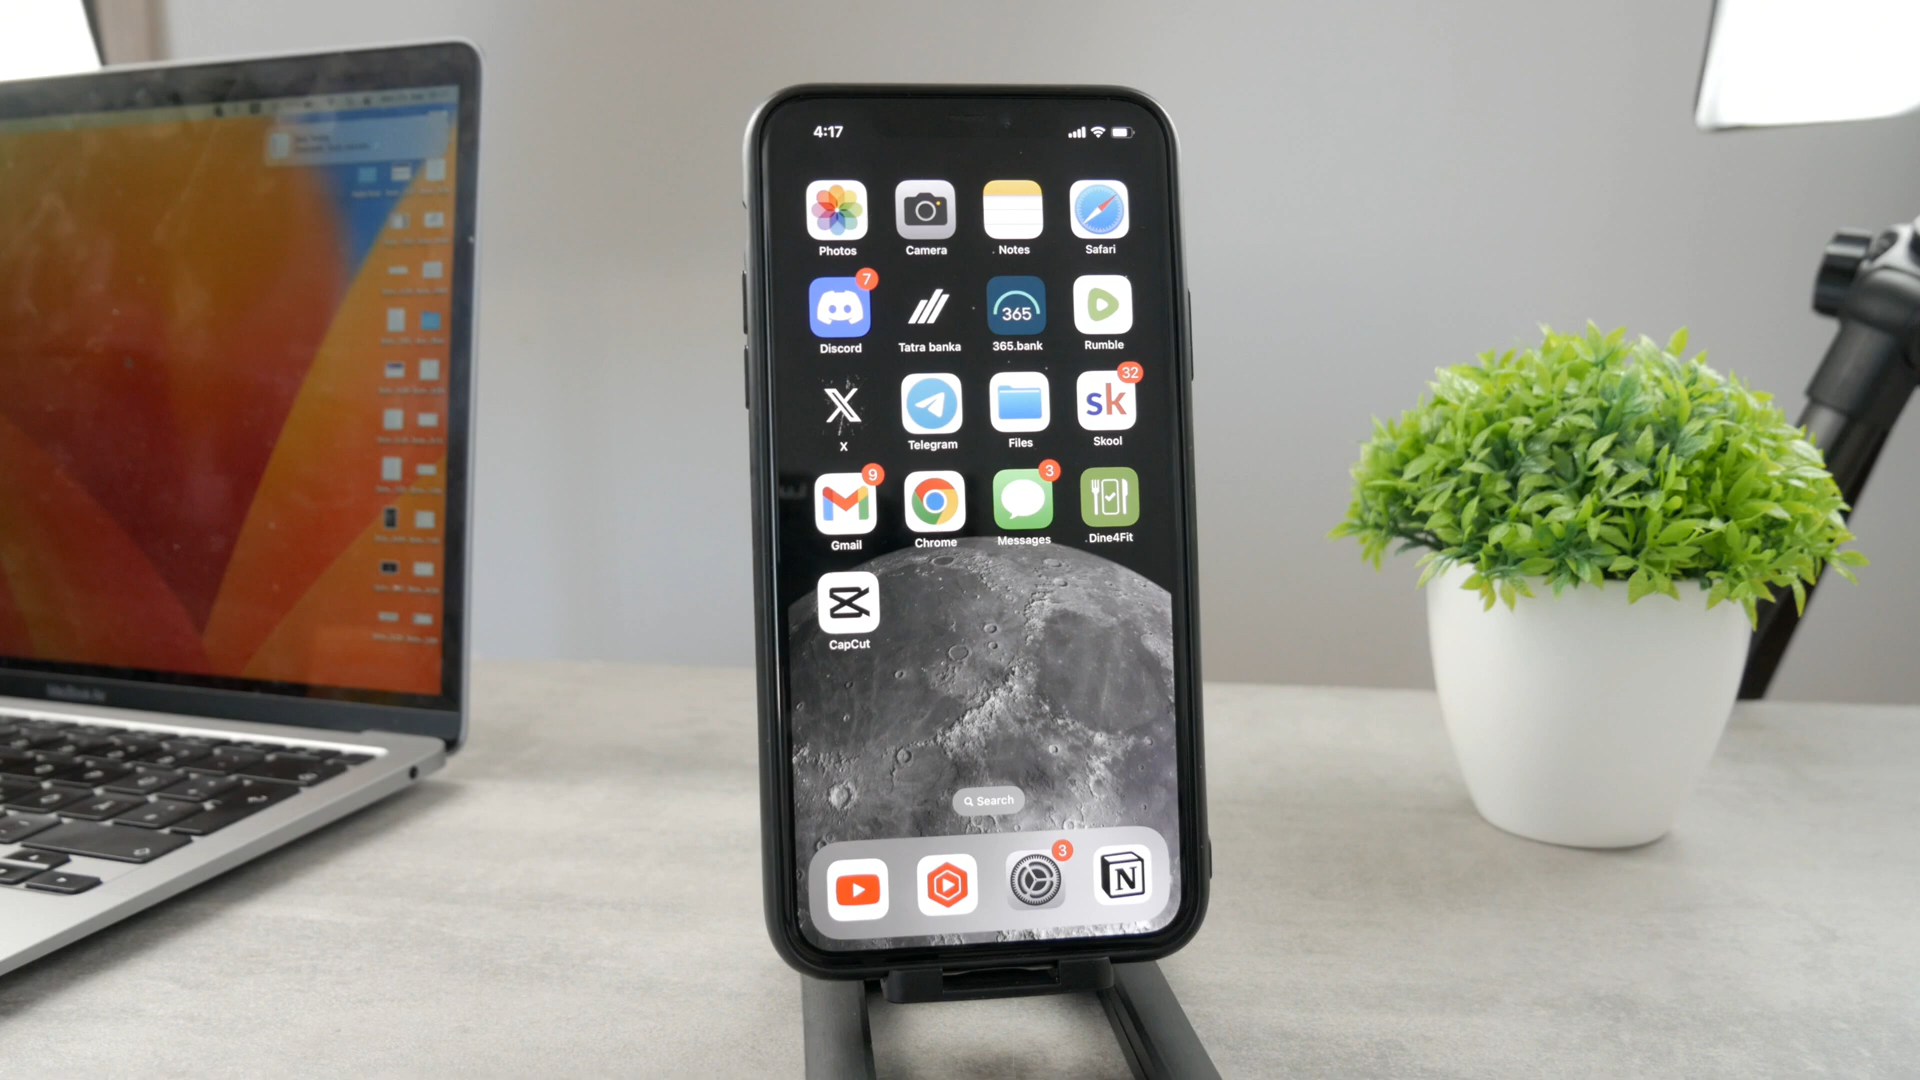 4:17
Photos Camera Notes Safari
7
365
Discord Tatra banka 365.bank Rumble
32
sk
X Telegram Files Skool
9 3
Gmail Chrome Messages Dine4Fit
CapCut
Search
3
N